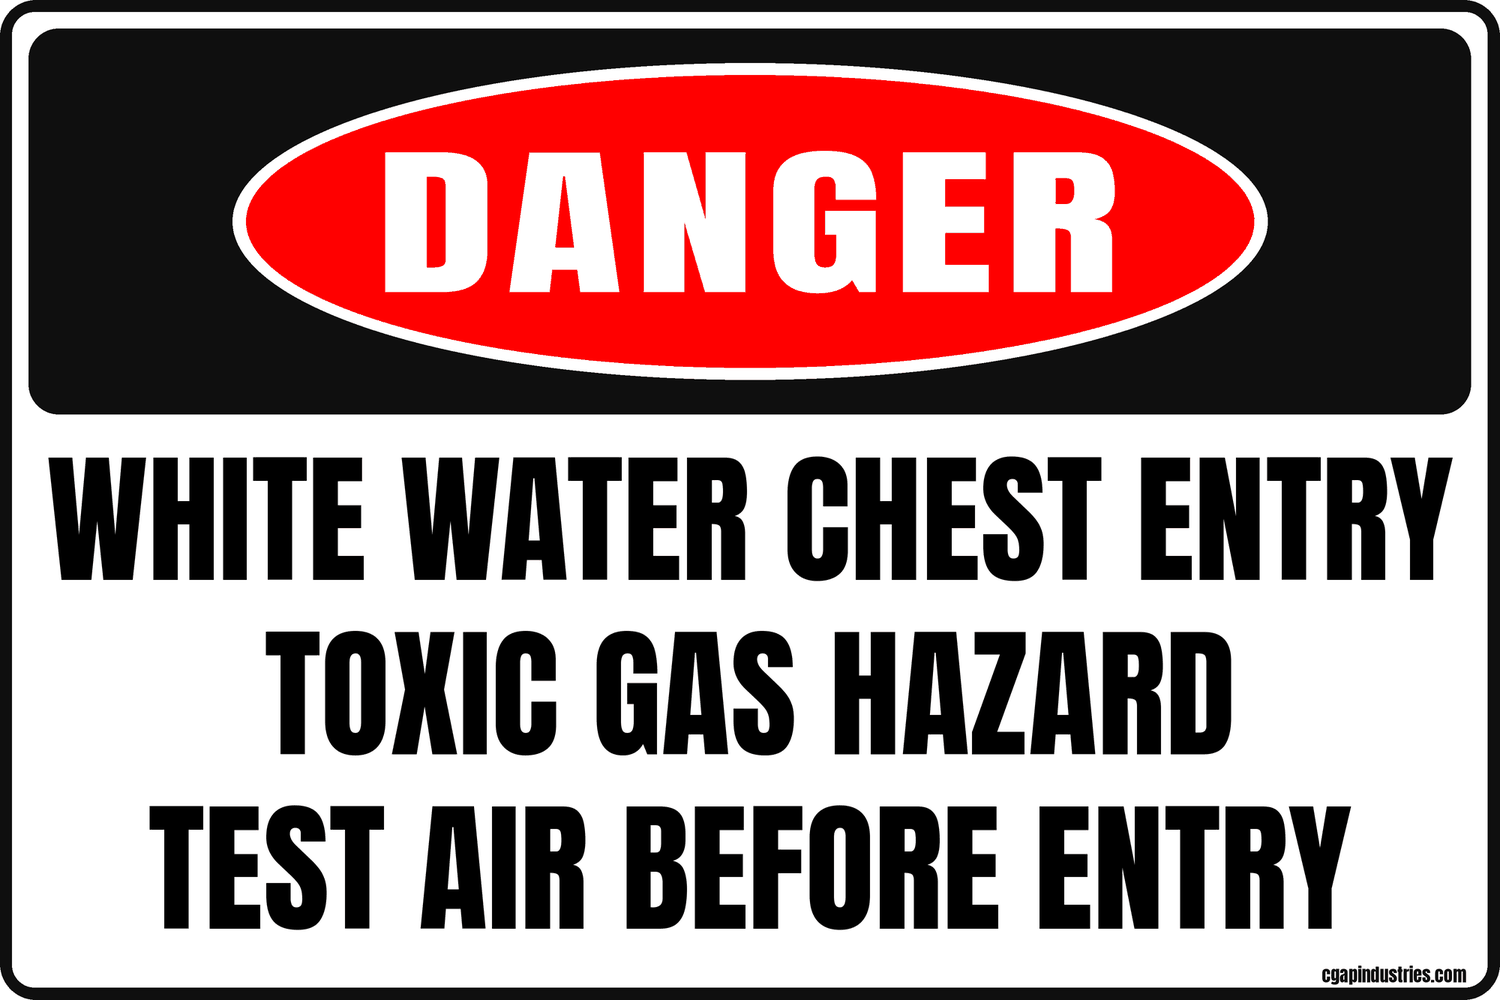 DANGER
WHITE WATER CHEST ENTRY
TOXIC GAS HAZARD
TEST AIR BEFORE ENTRY
cgapindustries.com